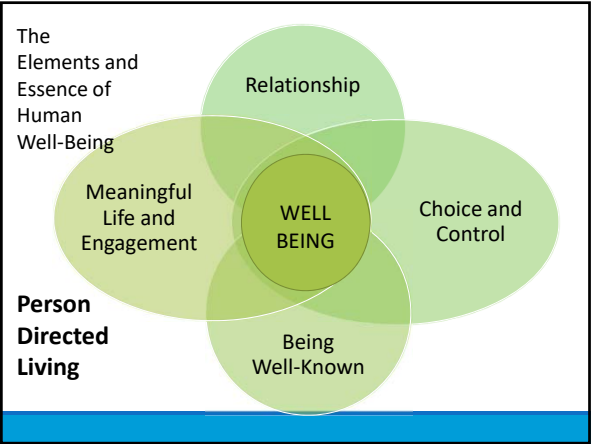 The
Elements and
Essence of
Human
Well-Being
Relationship
Meaningful
Life and
Engagement
WELL
BEING
Choice and
Control
Person
Directed
Living
Being
Well-Known